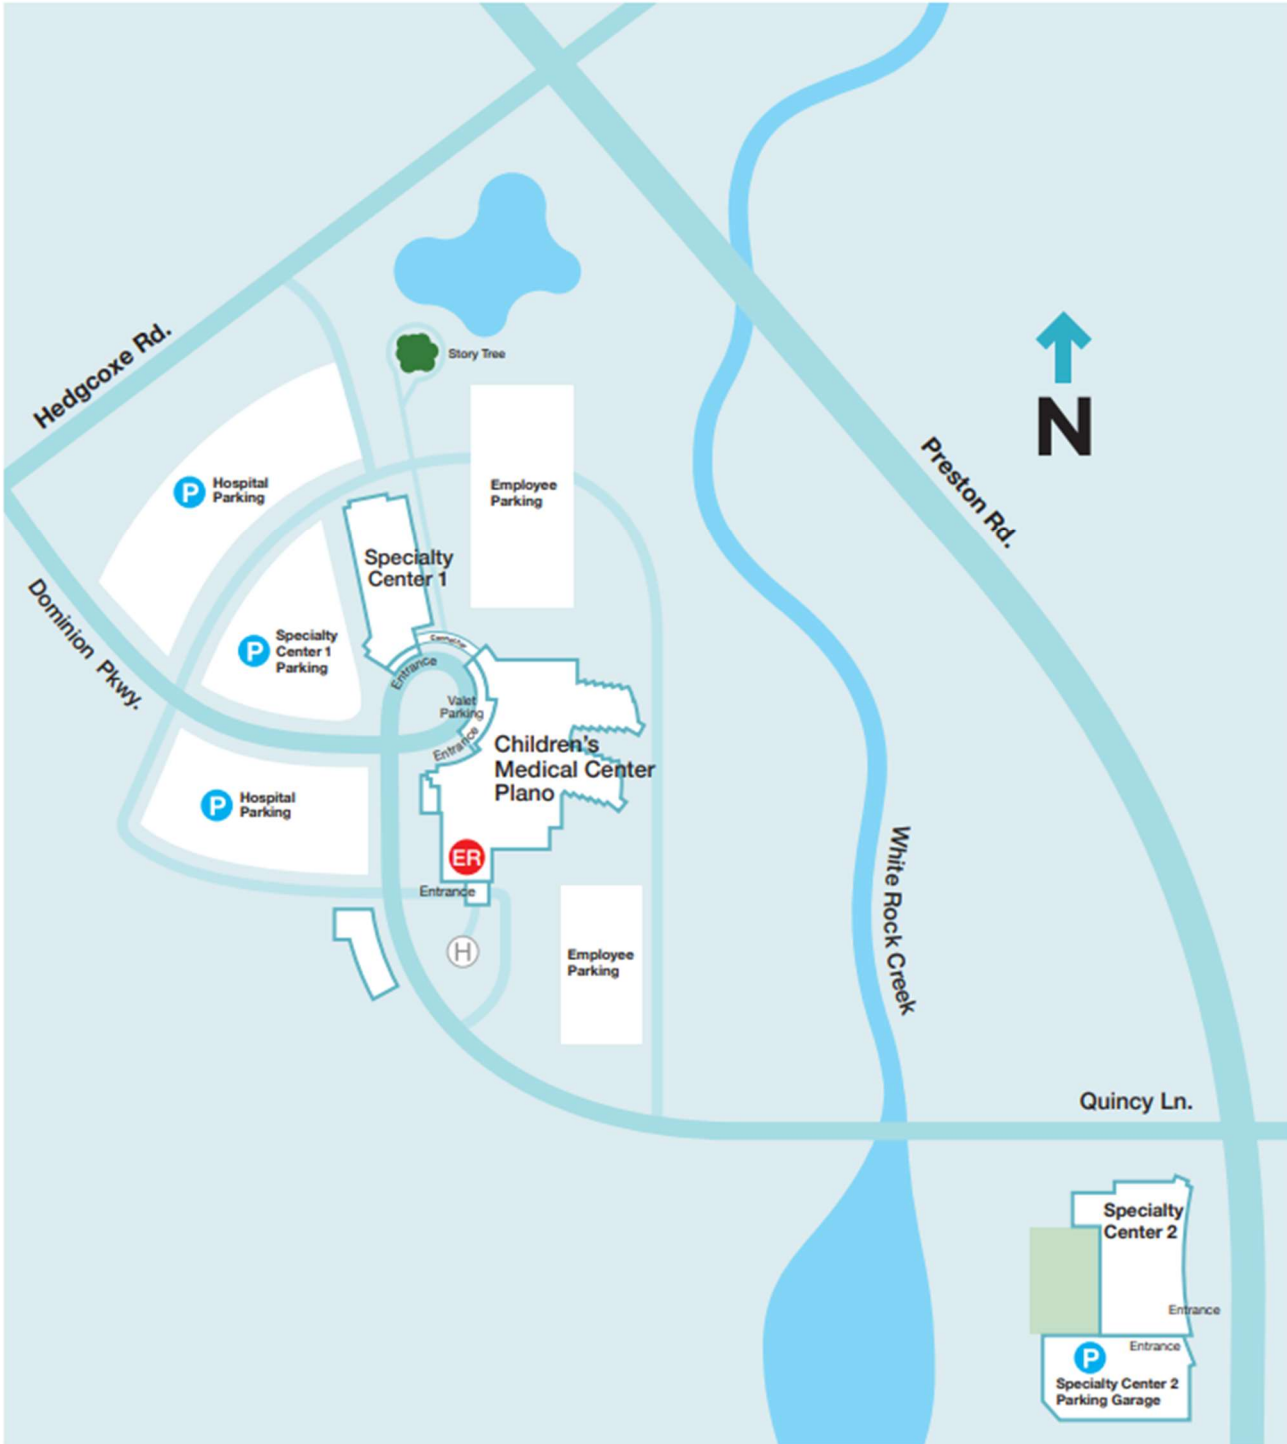 Hedgcoxe Rd.
Story Tree
N
Preston Rd.
P
Hospital
Parking
Employee
Parking
Specialty
Center 1
Dominion Pkwy.
P
Specialty
Center 1
Parking
Entrance
Valet
Parking
Entrance
Children's
Medical Center
Plano
P
Hospital
Parking
ER
Entrance
H
Employee
Parking
White Rock Creek
Quincy Ln.
Specialty
Center 2
Entrance
Entrance
P
Specialty Center 2
Parking Garage